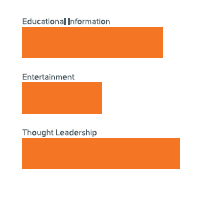 Educational Information
Entertainment
Thought Leadership